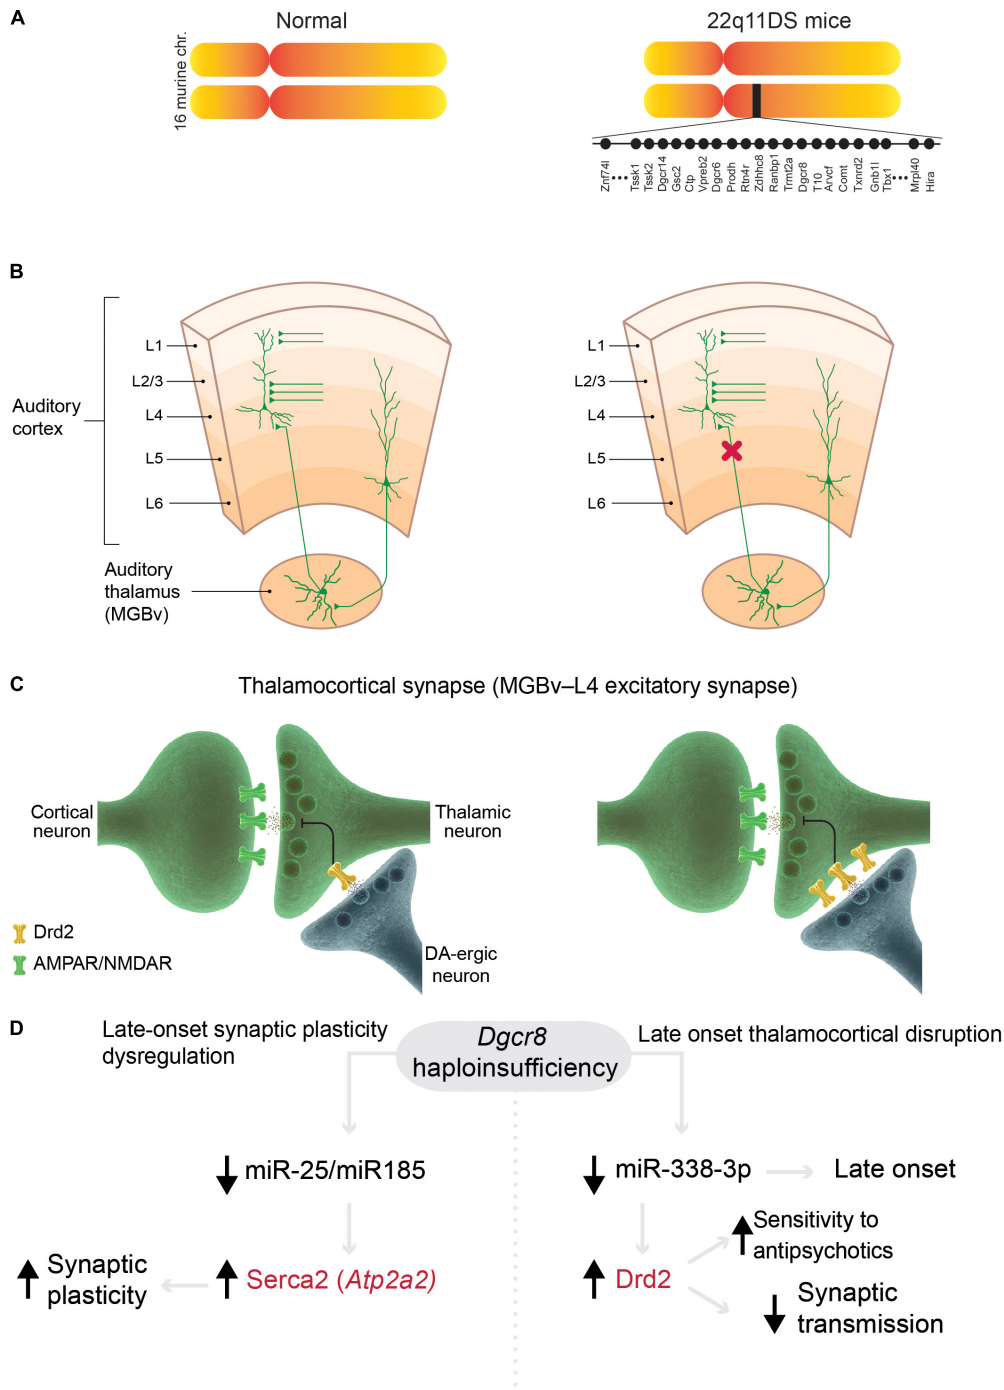 A
Normal
22q11DS mice
16 murine chr.
Znf74l
Tssk1
Tssk2
Dgcr14
Gsc2
Ctp
Vpreb2
Dgcr6
Prodh
Rtn4r
Zdhhc8
Ranbp1
Trmt2a
Dgcr8
T10
Arvcf
Comt
Txnrd2
Gnb1l
Tbx1
Mrpl40
Hira
B
Auditory
cortex
L1
L2/3
L4
L5
L6
Auditory
thalamus
(MGBv)
L1
L2/3
L4
L5
L6
C
Thalamocortical synapse (MGBv–L4 excitatory synapse)
Cortical
neuron
Thalamic
neuron
Drd2
AMPAR/NMDAR
DA-ergic
neuron
D
Late-onset synaptic plasticity
dysregulation
Dgcr8
haploinsufficiency
Late onset thalamocortical disruption
miR-25/miR185
miR-338-3p
Late onset
Synaptic
plasticity
Serca2 (Atp2a2)
Drd2
Sensitivity to
antipsychotics
Synaptic
transmission